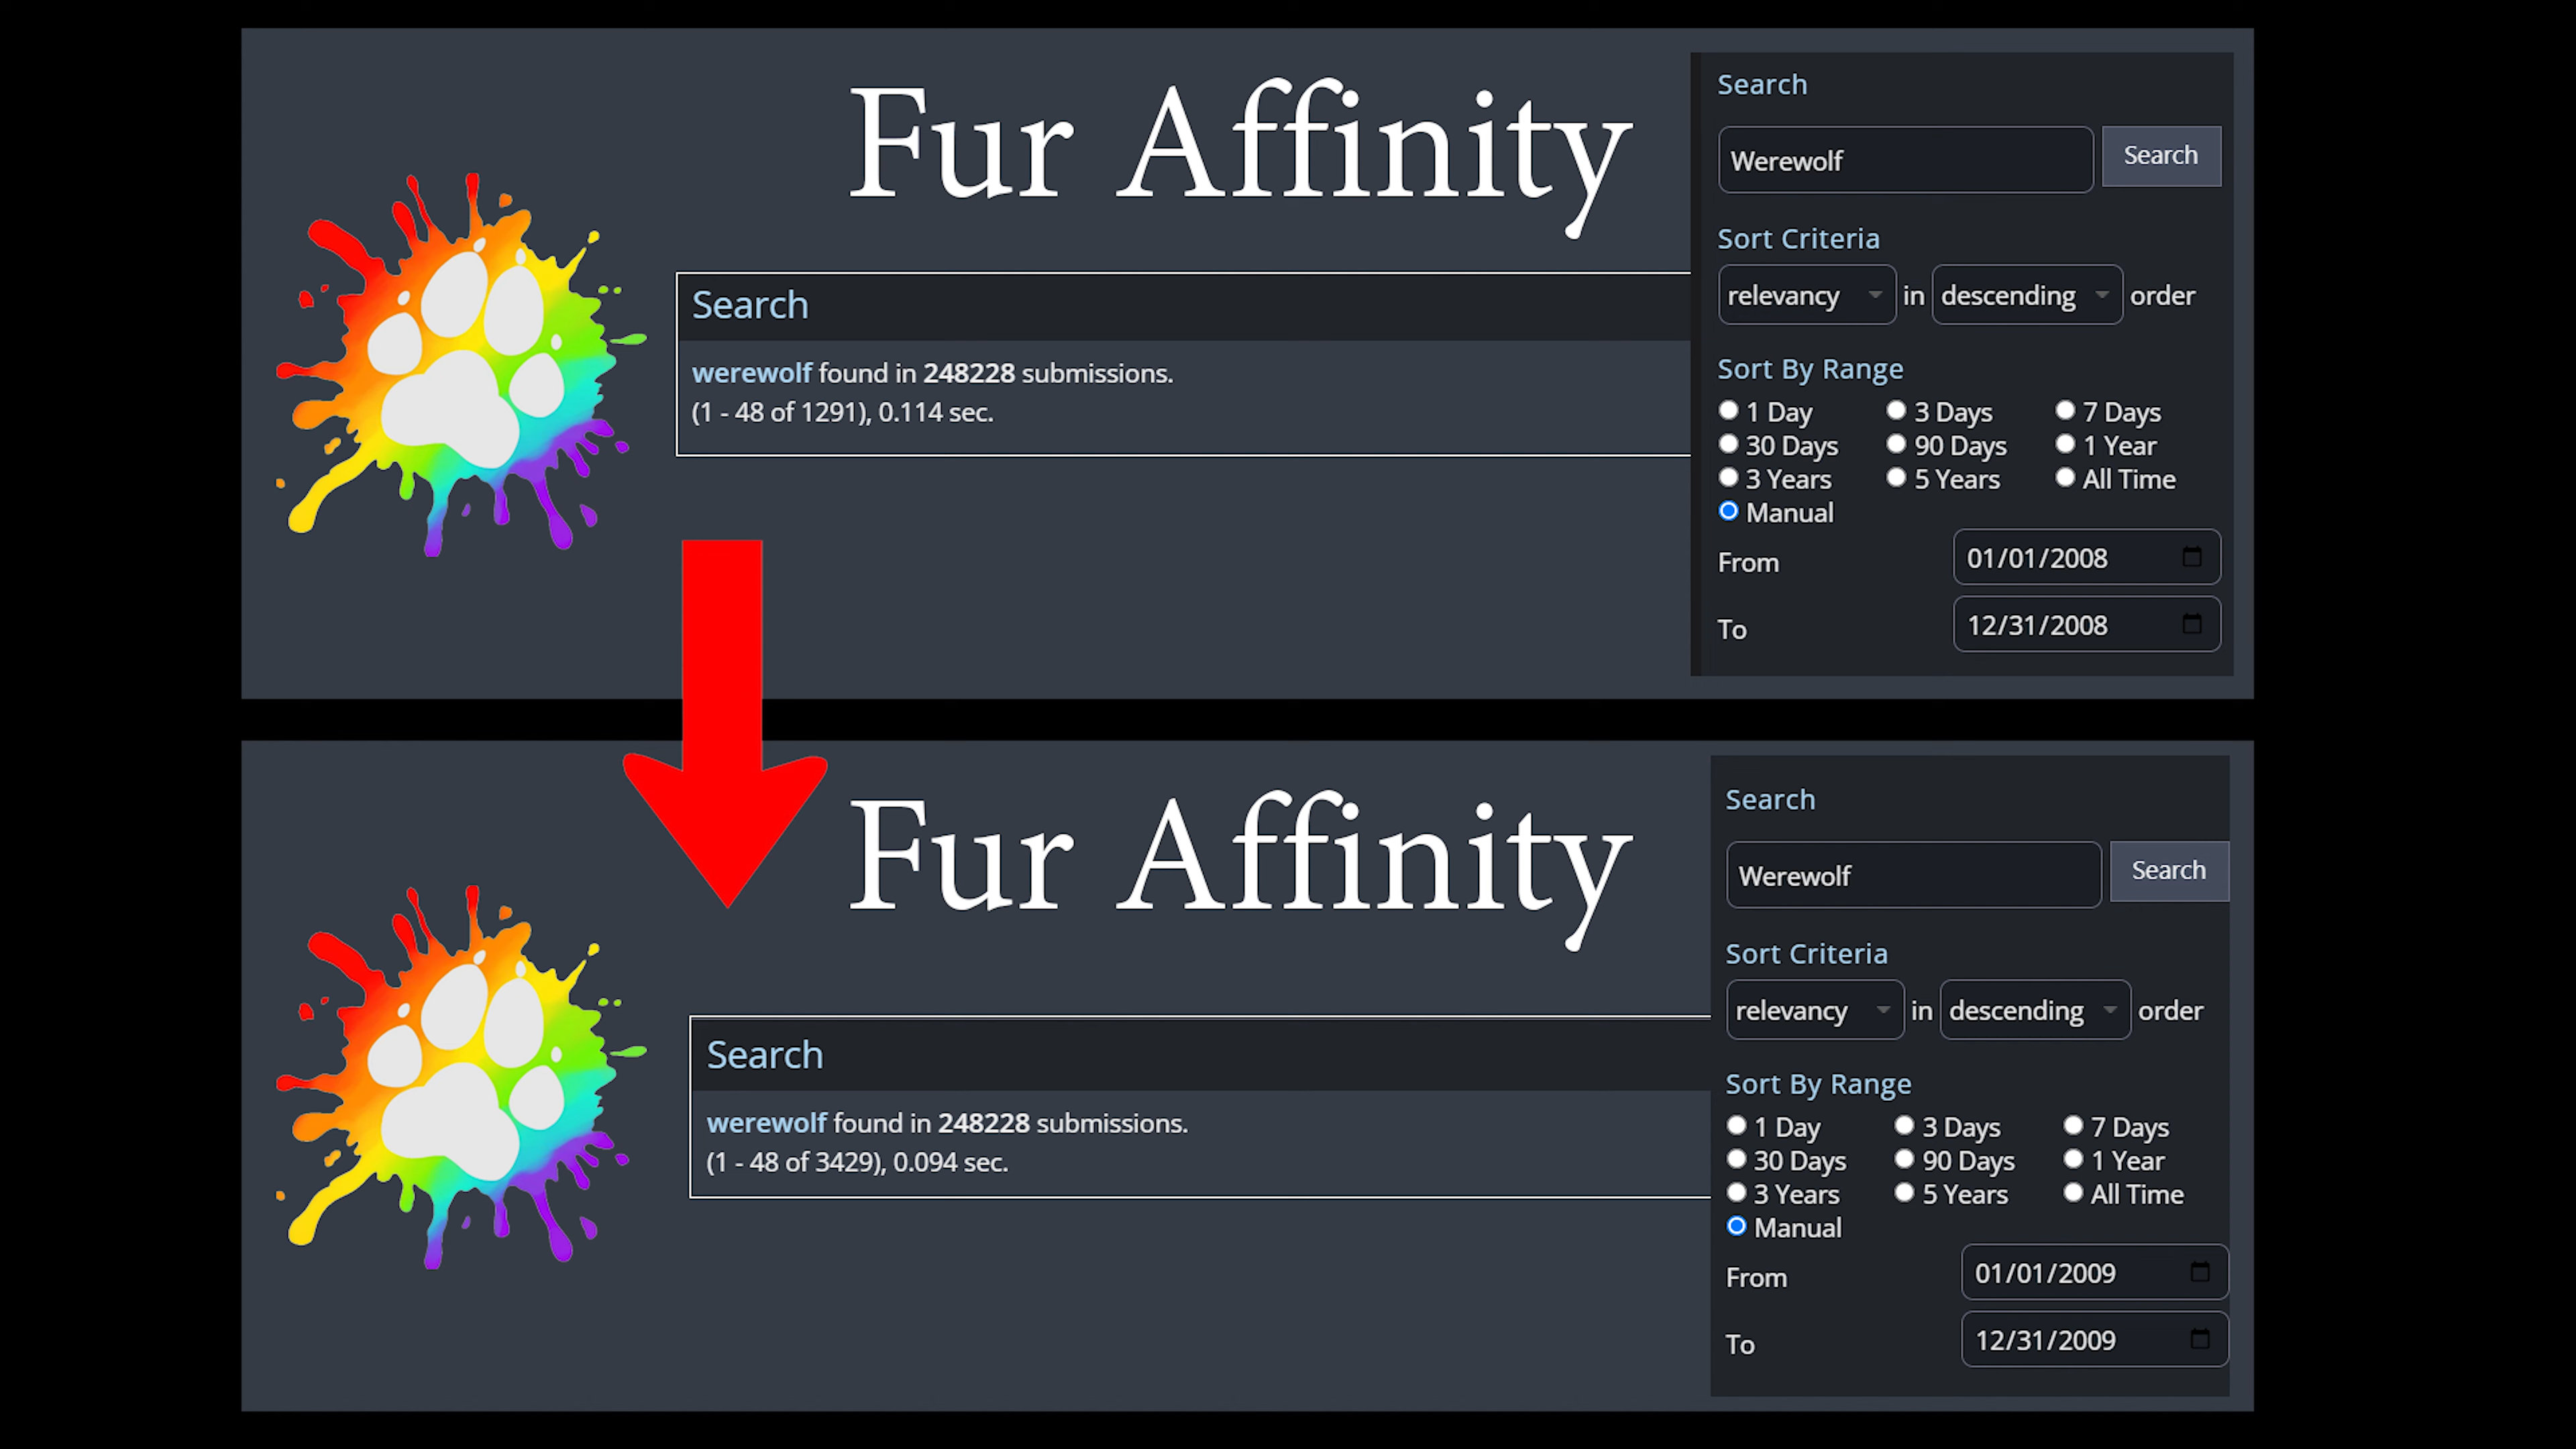 Fur Affinity
Search
werewolf found in 248228 submissions.
(1 - 48 of 1291), 0.114 sec.
Search
Werewolf Search
Sort Criteria
relevancy in descending order
Sort By Range
1 Day 3 Days 7 Days
30 Days 90 Days 1 Year
3 Years 5 Years All Time
Manual
From 01/01/2008
To 12/31/2008
Fur Affinity
Search
werewolf found in 248228 submissions.
(1 - 48 of 3429), 0.094 sec.
Search
Werewolf Search
Sort Criteria
relevancy in descending order
Sort By Range
1 Day 3 Days 7 Days
30 Days 90 Days 1 Year
3 Years 5 Years All Time
Manual
From 01/01/2009
To 12/31/2009